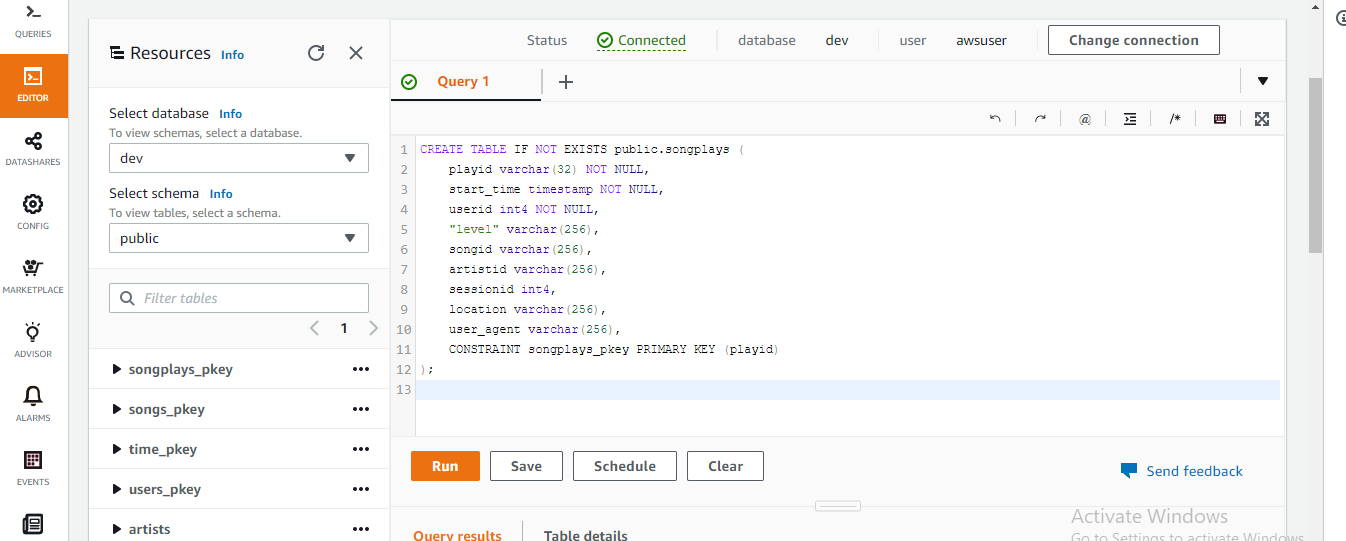 QUERIES
EDITOR
DATASHARES
CONFIG
MARKETPLACE
ADVISOR
ALARMS
EVENTS
Resources Info
Select database Info
To view schemas, select a database.
dev
Select schema Info
To view tables, select a schema.
public
Filter tables
1
songplays_pkey
songs_pkey
time_pkey
users_pkey
artists
Status Connected database dev user awsuser Change connection
Query 1
@ /*
1 CREATE TABLE IF NOT EXISTS public.songplays (
2 playid varchar(32) NOT NULL,
3 start_time timestamp NOT NULL,
4 userid int4 NOT NULL,
5 "level" varchar(256),
6 songid varchar(256),
7 artistid varchar(256),
8 sessionid int4,
9 location varchar(256),
10 user_agent varchar(256),
11 CONSTRAINT songplays_pkey PRIMARY KEY (playid)
12 );
13
Run Save Schedule Clear
Send feedback
Query results Table details
Activate Windows
Go to Settings to activate Windows